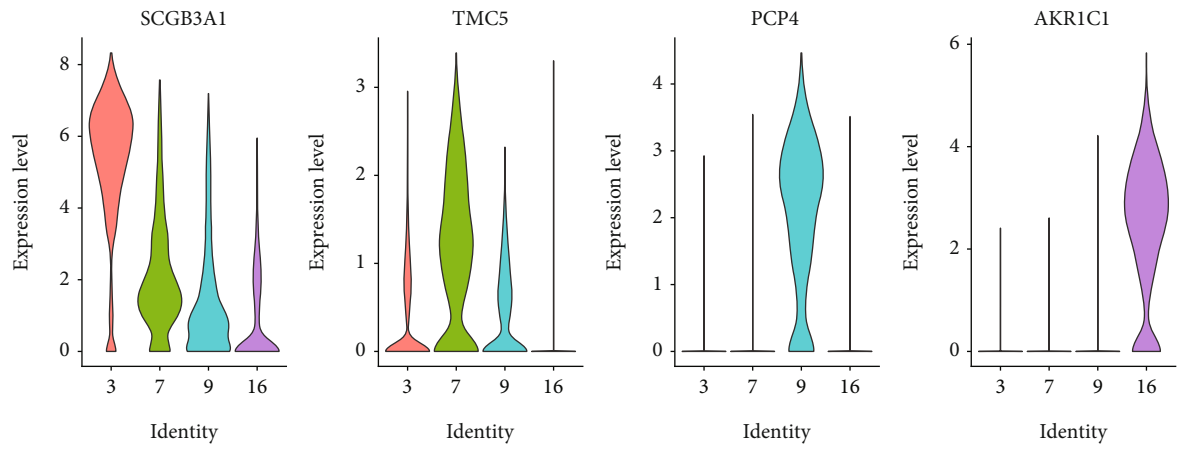 SCGB3A1
Expression level
8
6
4
2
0
3 7 9 16
Identity
TMC5
Expression level
3
2
1
0
3 7 9 16
Identity
PCP4
Expression level
4
3
2
1
0
3 7 9 16
Identity
AKR1C1
Expression level
6
4
2
0
3 7 9 16
Identity